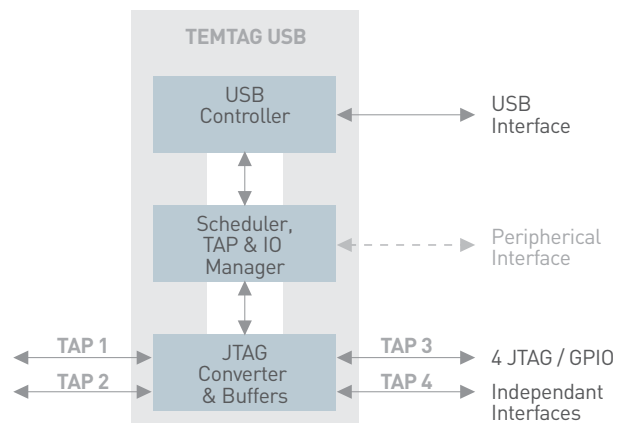 TEMTAG USB
USB
Controller
USB
Interface
Scheduler,
TAP & IO
Manager
Peripherical
Interface
TAP 1
TAP 2
JTAG
Converter
& Buffers
TAP 3
TAP 4
4 JTAG / GPIO
Independant
Interfaces